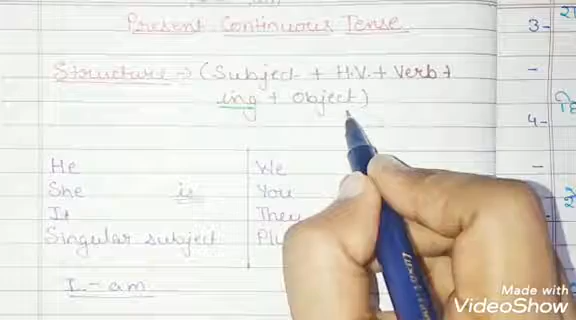 Present Continuous Tense
Structure → (Subject + H.V. + Verb +
ing + Object)
He
She is
It
Singular subject
I - am
We
You
They
3-
4-
Made with
VideoShow